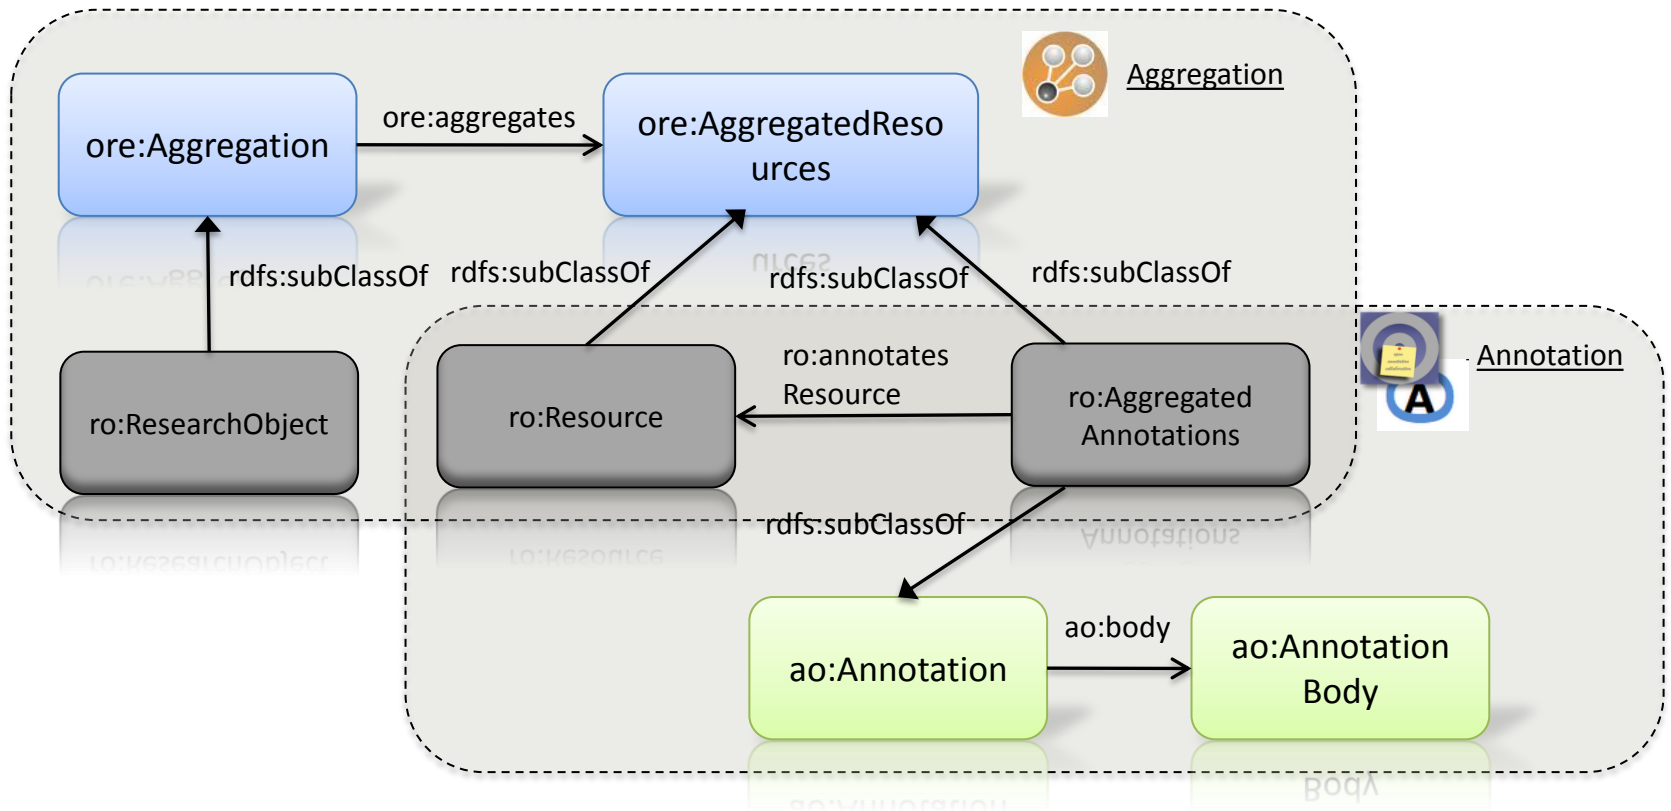 Aggregation
ore:Aggregation
ore:aggregates
ore:AggregatedReso
urces
rdfs:subClassOf
rdfs:subClassOf
rdfs:subClassOf
rdfs:subClassOf
ro:ResearchObject
ro:Resource
ro:annotates
Resource
ro:Aggregated
Annotations
Annotation
A
rdfs:subClassOf
ao:Annotation
ao:body
ao:Annotation
Body